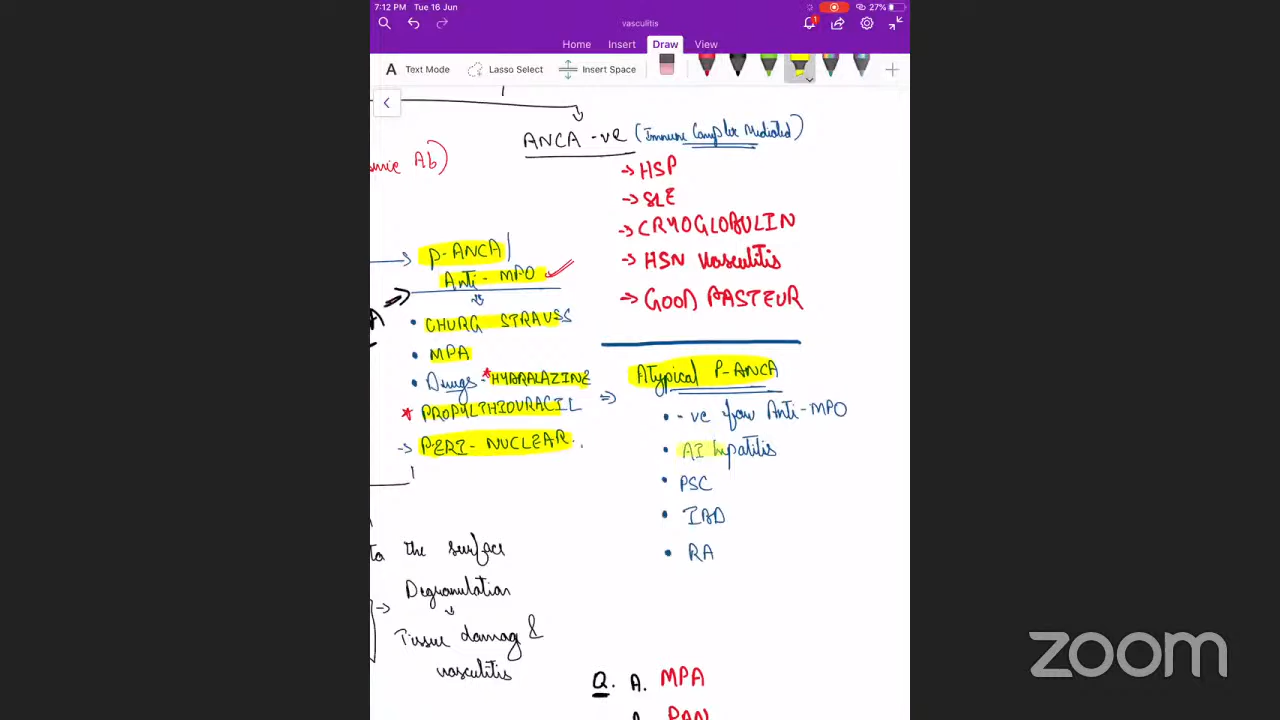 7:12 PM Tue 16 Jun
27%
vasculitis
Home Insert Draw View
A Text Mode Lasso Select Insert Space
ANCA -ve (Immune Complex Mediated)
Ab)
→ HSP
→ SLE
→ CRYOGLOBULIN
→ HSN vasculitis
→ GOOD PASTEUR
P-ANCA|
Anti-MPO
• CHURG STRAUSS
• MPA
• Drugs - *HYDRALAZINE
* PROPYLTHIOURACIL
→ PERI-NUCLEAR.
⇒ Atypical P-ANCA
• -ve for Anti-MPO
• AI hepatitis
• PSC
• IBD
• RA
to the surface
→ Degranulation
Tissue damage &
vasculitis
Q. A. MPA
PAN
zoom